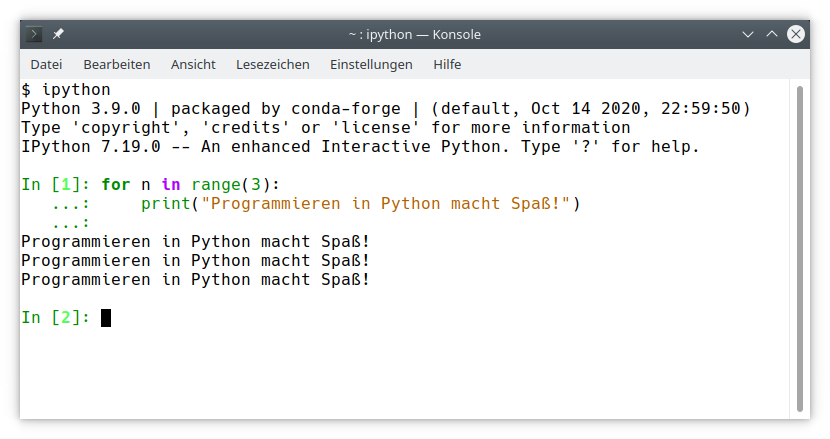 ~ : ipython — Konsole
Datei Bearbeiten Ansicht Lesezeichen Einstellungen Hilfe
$ ipython
Python 3.9.0 | packaged by conda-forge | (default, Oct 14 2020, 22:59:50)
Type 'copyright', 'credits' or 'license' for more information
IPython 7.19.0 -- An enhanced Interactive Python. Type '?' for help.
In [1]: for n in range(3):
   ...:     print("Programmieren in Python macht Spaß!")
   ...:
Programmieren in Python macht Spaß!
Programmieren in Python macht Spaß!
Programmieren in Python macht Spaß!
In [2]: